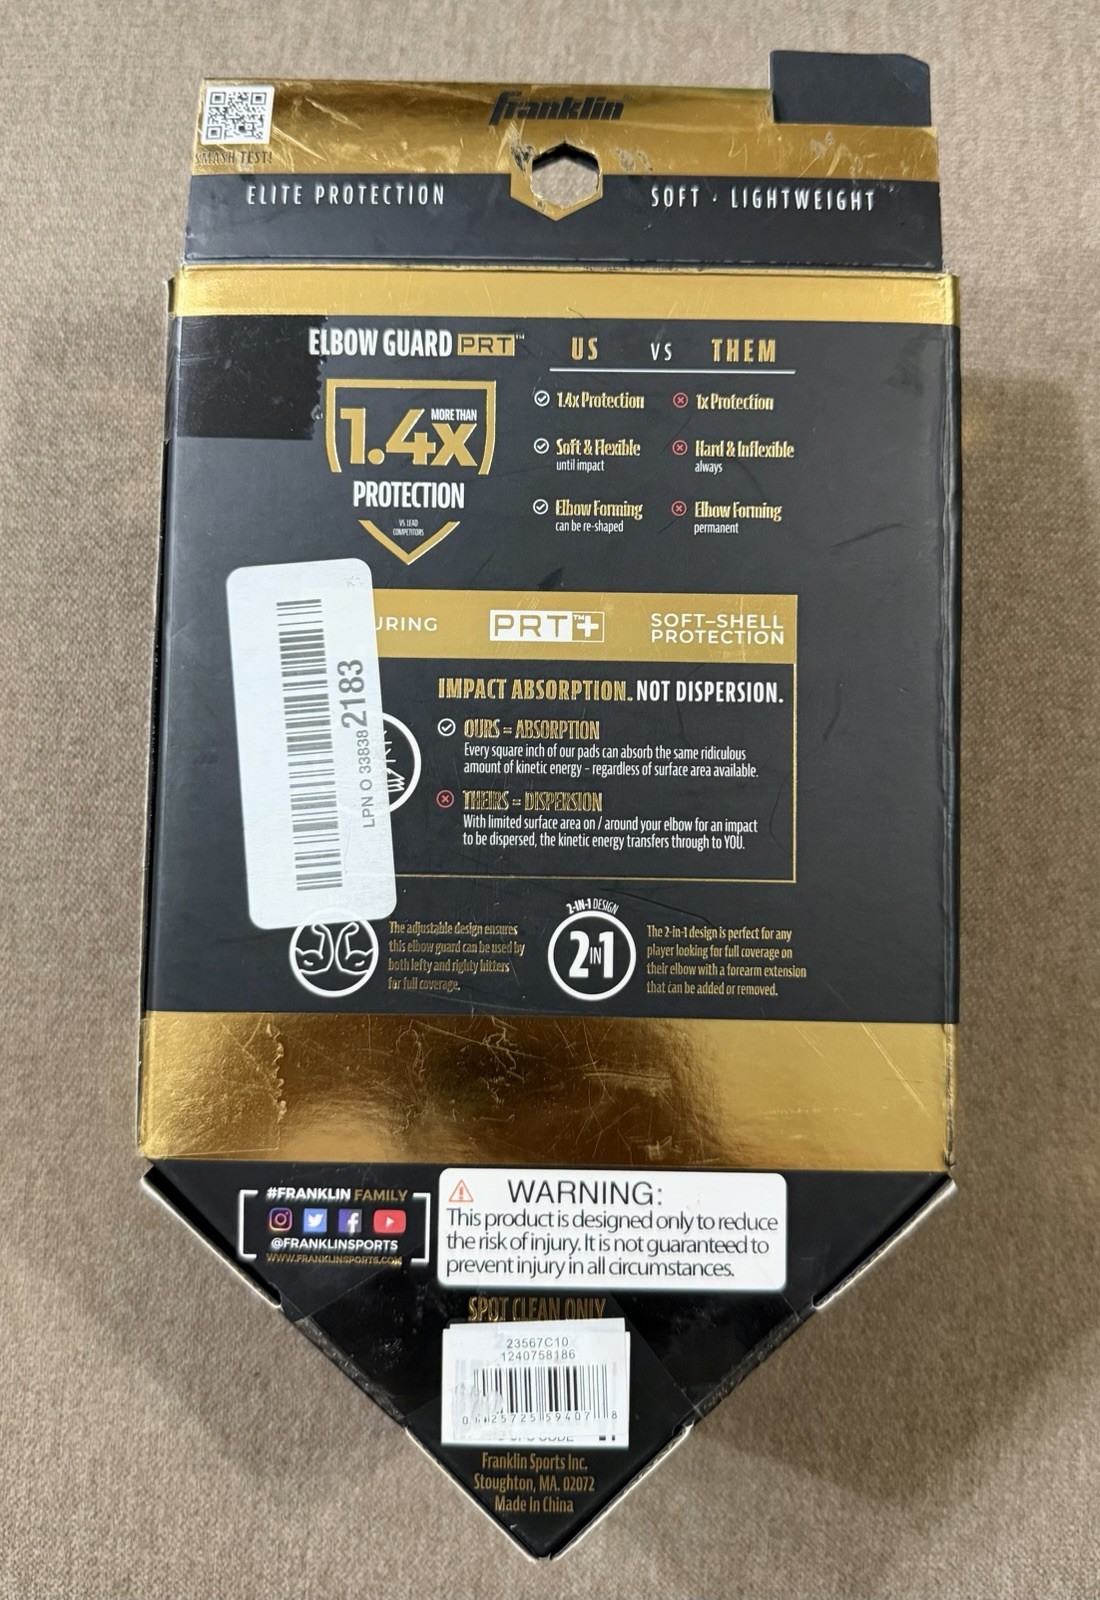 Franklin
SMASH TEST!
ELITE PROTECTION
SOFT · LIGHTWEIGHT
ELBOW GUARD PRT™
MORE THAN
1.4X
PROTECTION
VS LEAD
COMPETITORS
US VS THEM
1.4x Protection
1x Protection
Soft & Flexible
until impact
Hard & Inflexible
always
Elbow Forming
can be re-shaped
Elbow Forming
permanent
URING
PRT™+
SOFT-SHELL
PROTECTION
IMPACT ABSORPTION. NOT DISPERSION.
OURS = ABSORPTION
Every square inch of our pads can absorb the same ridiculous
amount of kinetic energy - regardless of surface area available.
THEIRS = DISPERSION
With limited surface area on / around your elbow for an impact
to be dispersed, the kinetic energy transfers through to YOU.
LPN O 338382183
The adjustable design ensures
this elbow guard can be used by
both lefty and righty hitters
for full coverage.
2-IN-1 DESIGN
2IN1
The 2-in-1 design is perfect for any
player looking for full coverage on
their elbow with a forearm extension
that can be added or removed.
#FRANKLIN FAMILY
@FRANKLINSPORTS
WWW.FRANKLINSPORTS.COM
WARNING:
This product is designed only to reduce
the risk of injury. It is not guaranteed to
prevent injury in all circumstances.
SPOT CLEAN ONLY
23567C10
1240758186
25725 59407 8
Franklin Sports Inc.
Stoughton, MA. 02072
Made In China